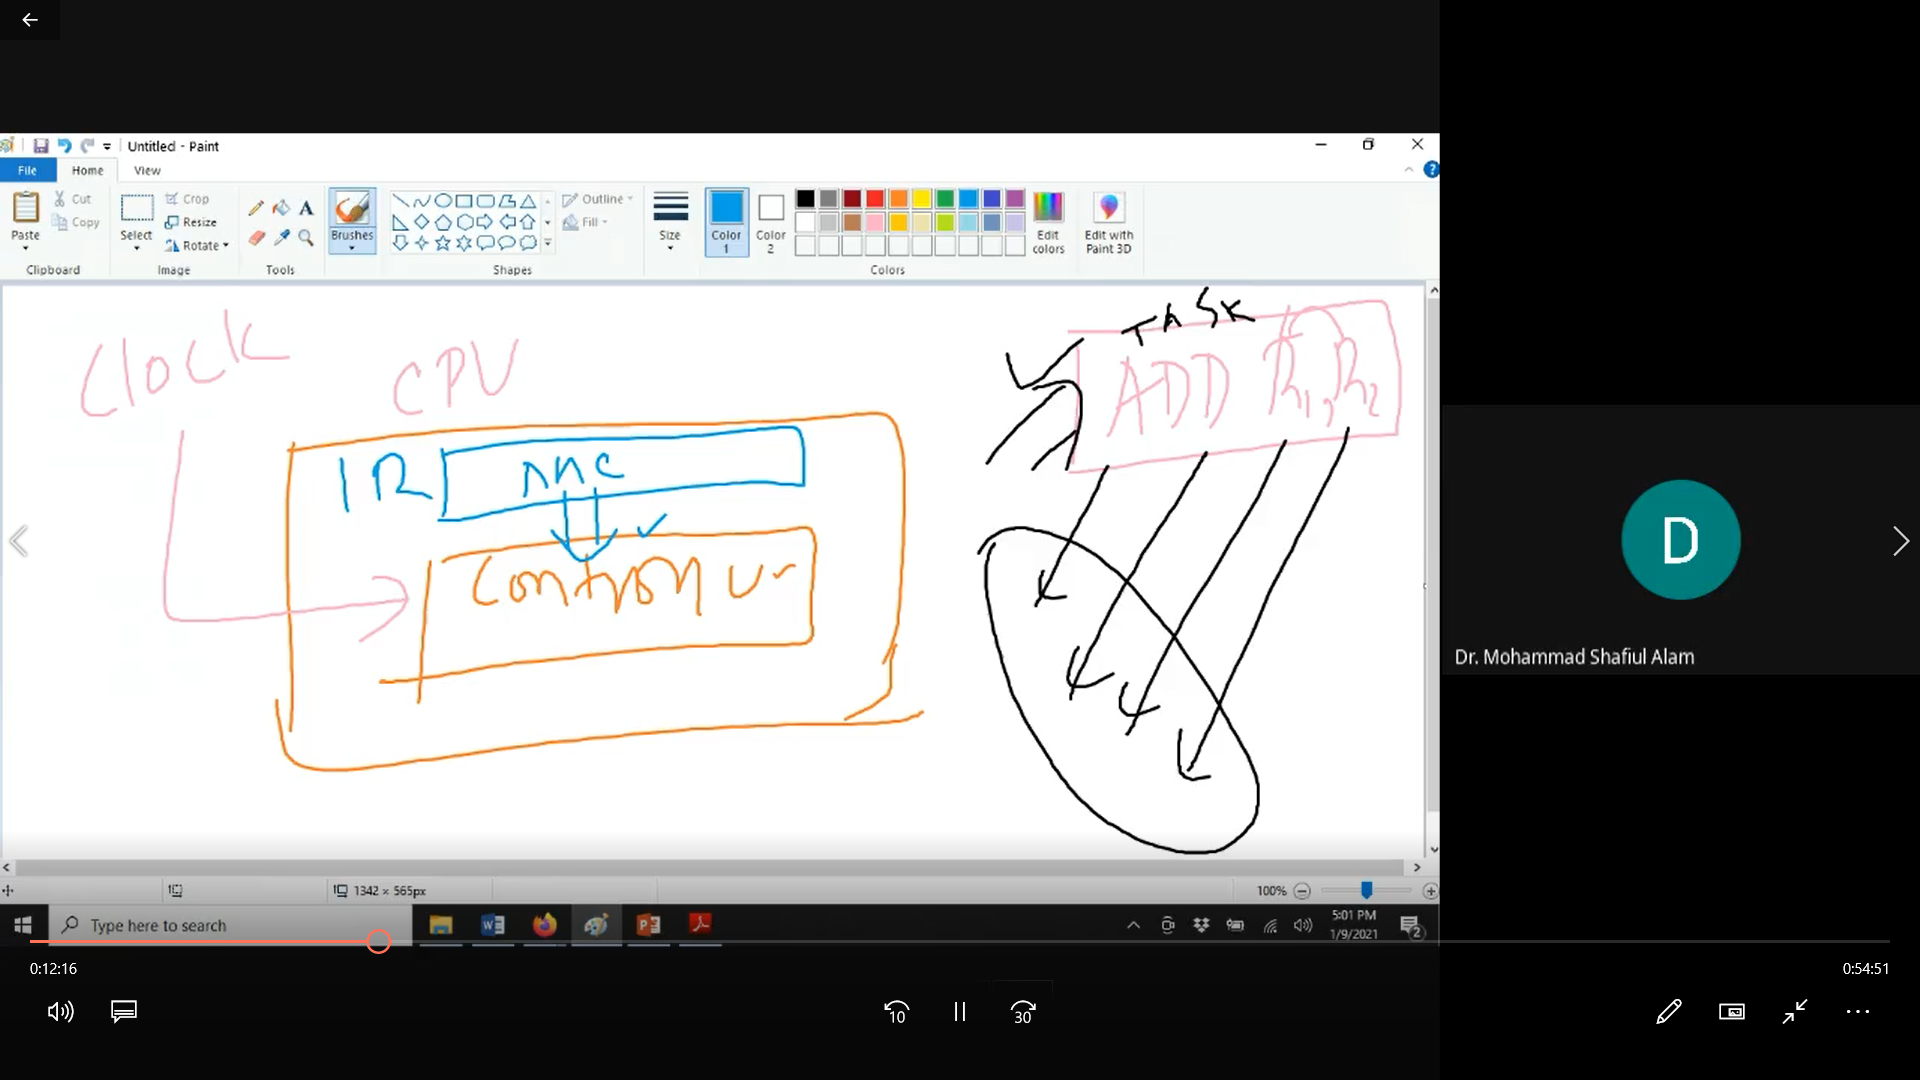 Untitled - Paint
File Home View
Paste
Cut
Copy
Clipboard
Select
Crop
Resize
Rotate
Image
A
Tools
Brushes
Outline
Fill
Shapes
Size
Color 1
Color 2
Edit colors
Edit with Paint 3D
Colors
Clock
CPU
IR
Control U
TASK
ADD R1, R2
D
Dr. Mohammad Shafiul Alam
1342 × 565px
100%
Type here to search
5:01 PM
1/9/2021
2
0:12:16
0:54:51
10
30